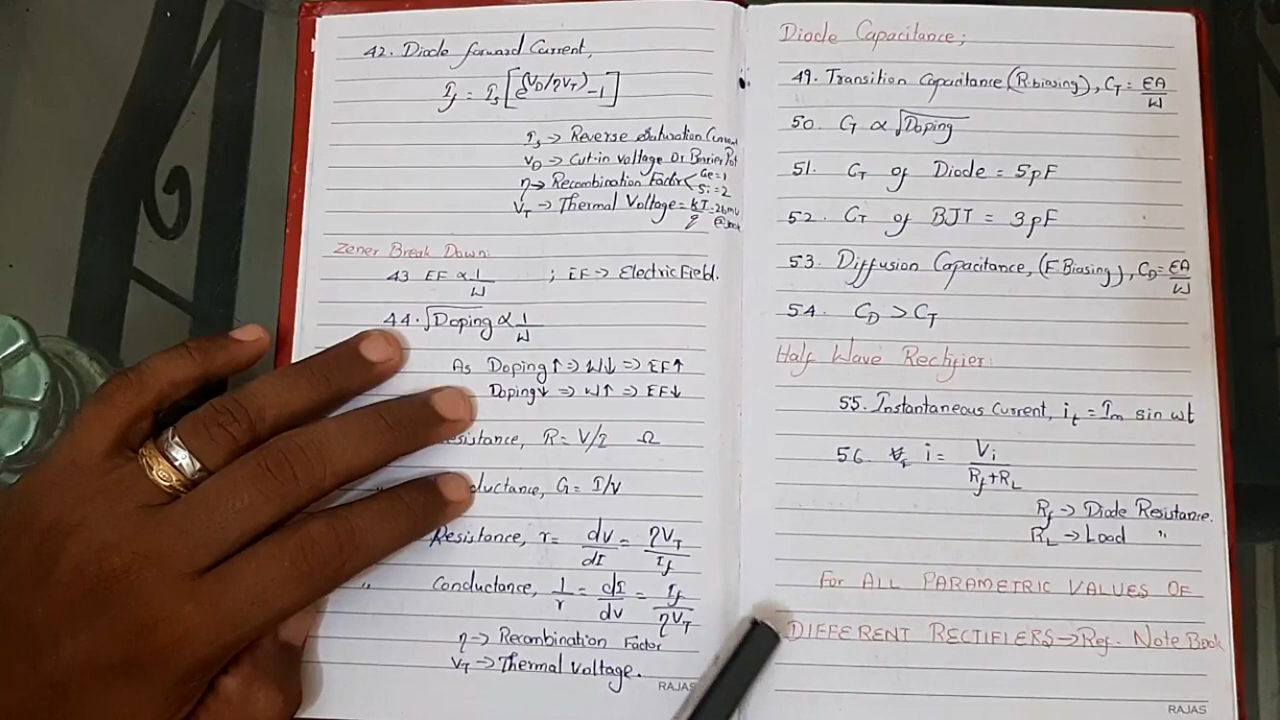 42. Diode forward Current,
If = Is [e(VD/ηVT) -1]
Is → Reverse Saturation Current
VD → Cut-in voltage Or Barrier Pot
η → Recombination Factor < Ge=1
Si=2
VT → Thermal Voltage = kT/q = 26mv
Zener Break Down:
43 EF ∝ 1/W ; EF → Electric Field.
44. √Doping ∝ 1/W
As Doping↑ ⇒ W↓ ⇒ EF↑
Doping↓ ⇒ W↑ ⇒ EF↓
esistance, R = V/I Ω
" ductance, G = I/V
Resistance, r = dv/dI = ηVT/If
" Conductance, 1/r = dI/dv = If/ηVT
η → Recombination Factor
VT → Thermal Voltage.
RAJAS
Diode Capacitance;
49. Transition Capacitance (R.biasing), CT = EA/W
50. CT ∝ √Doping
51. CT of Diode = 5pF
52. CT of BJT = 3pF
53. Diffusion Capacitance, (F.Biasing), CD = EA/W
54. CD > CT
Half Wave Rectifier:
55. Instantaneous Current, it = Im sin wt
56. i = Vi/Rf+RL
Rf → Diode Resistance.
RL → Load "
For ALL PARAMETRIC VALUES OF
DIFFERENT RECTIFIERS → Ref. Note Book
RAJAS